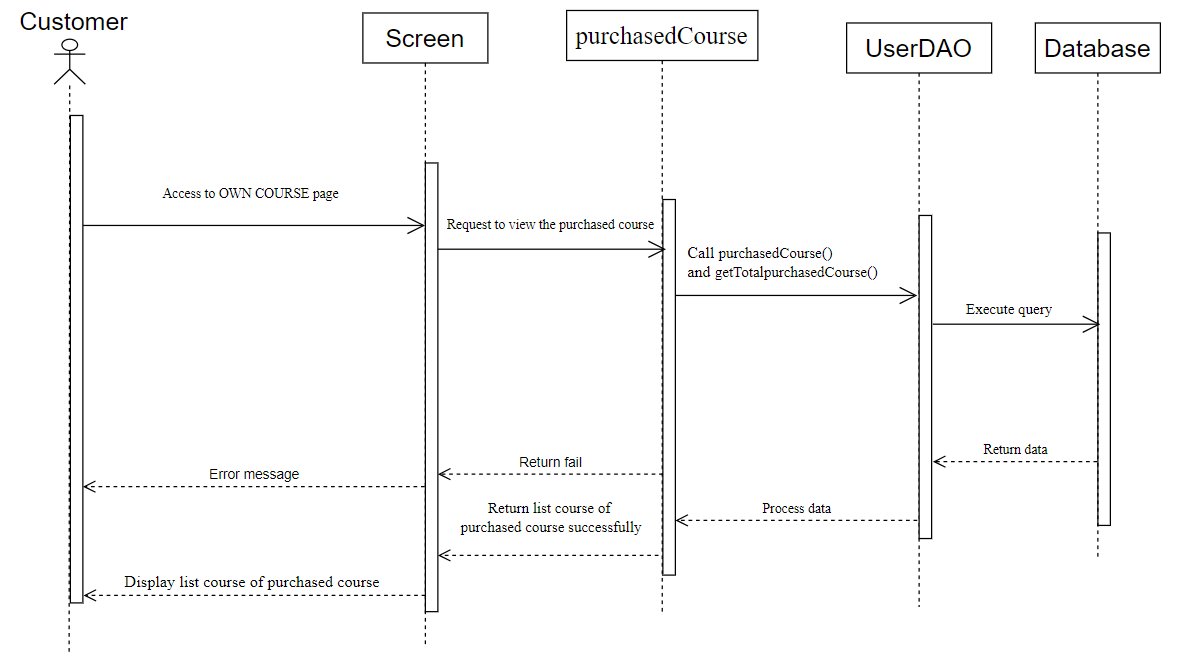 Customer
Screen
purchasedCourse
UserDAO
Database
Access to OWN COURSE page
Request to view the purchased course
Call purchasedCourse()
and getTotalpurchasedCourse()
Execute query
Return data
Return fail
Error message
Process data
Return list course of
purchased course successfully
Display list course of purchased course